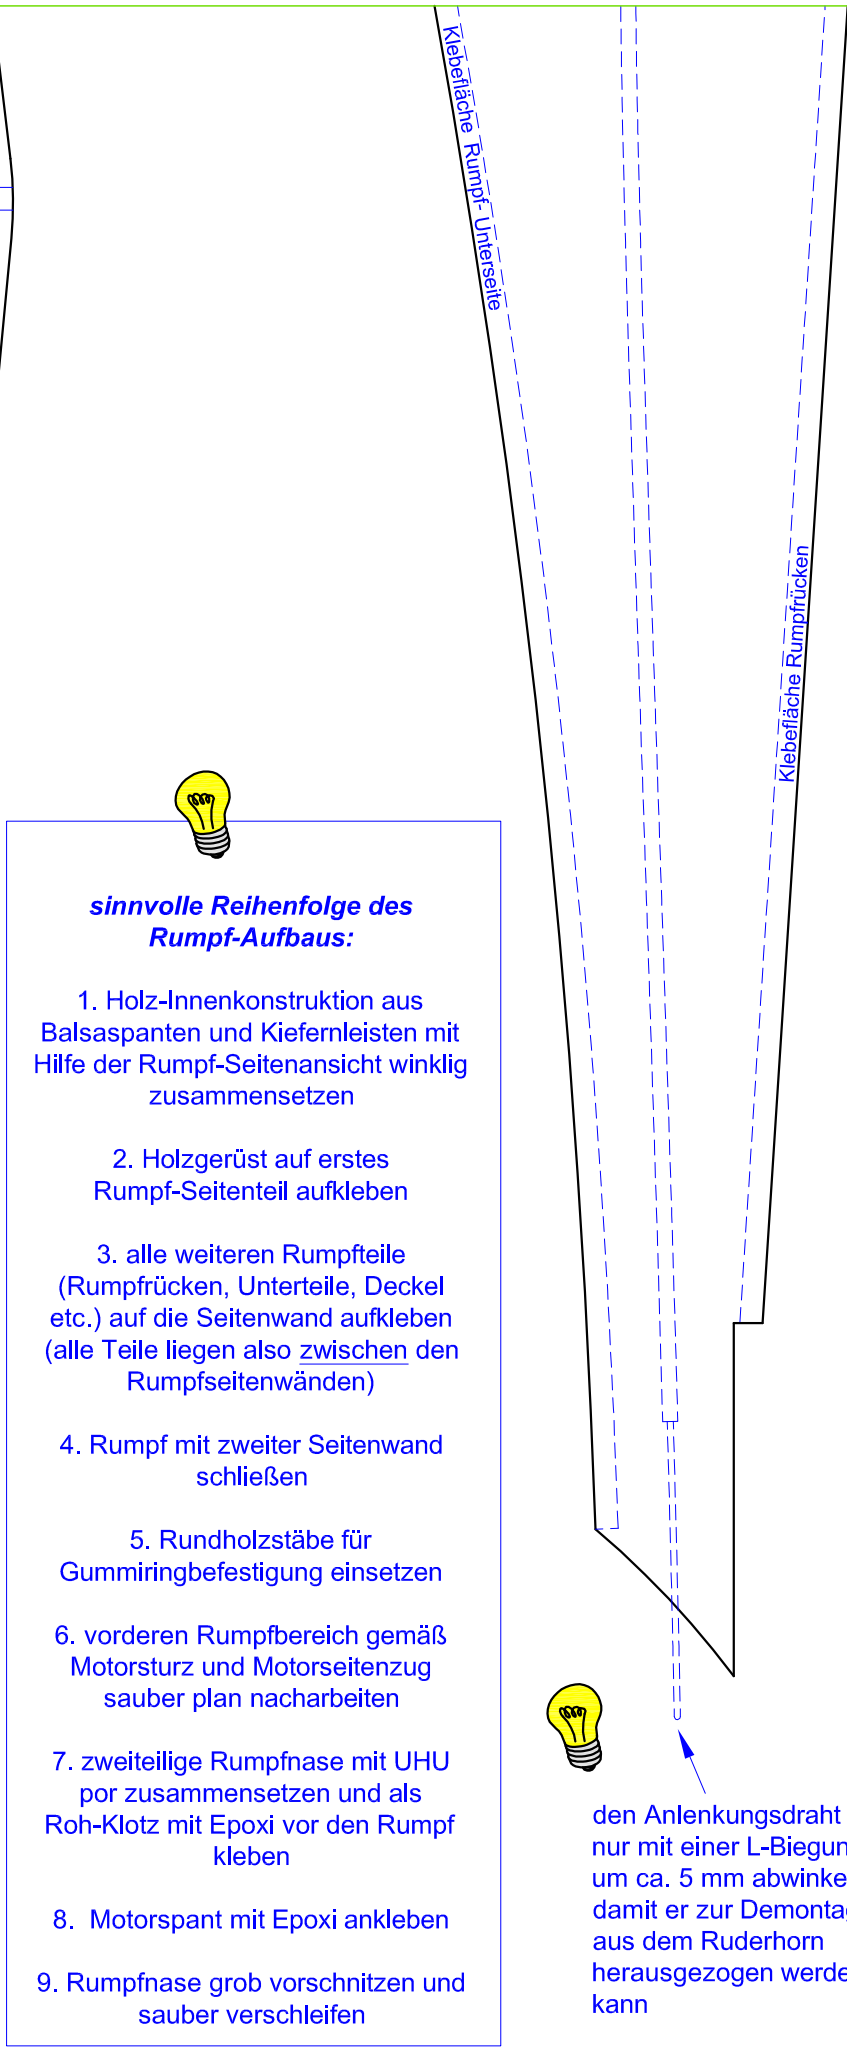 Klebefläche Rumpf- Unterseite
Klebefläche Rumpfrücken
sinnvolle Reihenfolge des
Rumpf-Aufbaus:
1. Holz-Innenkonstruktion aus
Balsaspanten und Kiefernleisten mit
Hilfe der Rumpf-Seitenansicht winklig
zusammensetzen
2. Holzgerüst auf erstes
Rumpf-Seitenteil aufkleben
3. alle weiteren Rumpfteile
(Rumpfrücken, Unterteile, Deckel
etc.) auf die Seitenwand aufkleben
(alle Teile liegen also zwischen den
Rumpfseitenwänden)
4. Rumpf mit zweiter Seitenwand
schließen
5. Rundholzstäbe für
Gummiringbefestigung einsetzen
6. vorderen Rumpfbereich gemäß
Motorsturz und Motorseitenzug
sauber plan nacharbeiten
7. zweiteilige Rumpfnase mit UHU
por zusammensetzen und als
Roh-Klotz mit Epoxi vor den Rumpf
kleben
8. Motorspant mit Epoxi ankleben
9. Rumpfnase grob vorschnitzen und
sauber verschleifen
den Anlenkungsdraht
nur mit einer L-Biegun
um ca. 5 mm abwinke
damit er zur Demonta
aus dem Ruderhorn
herausgezogen werde
kann